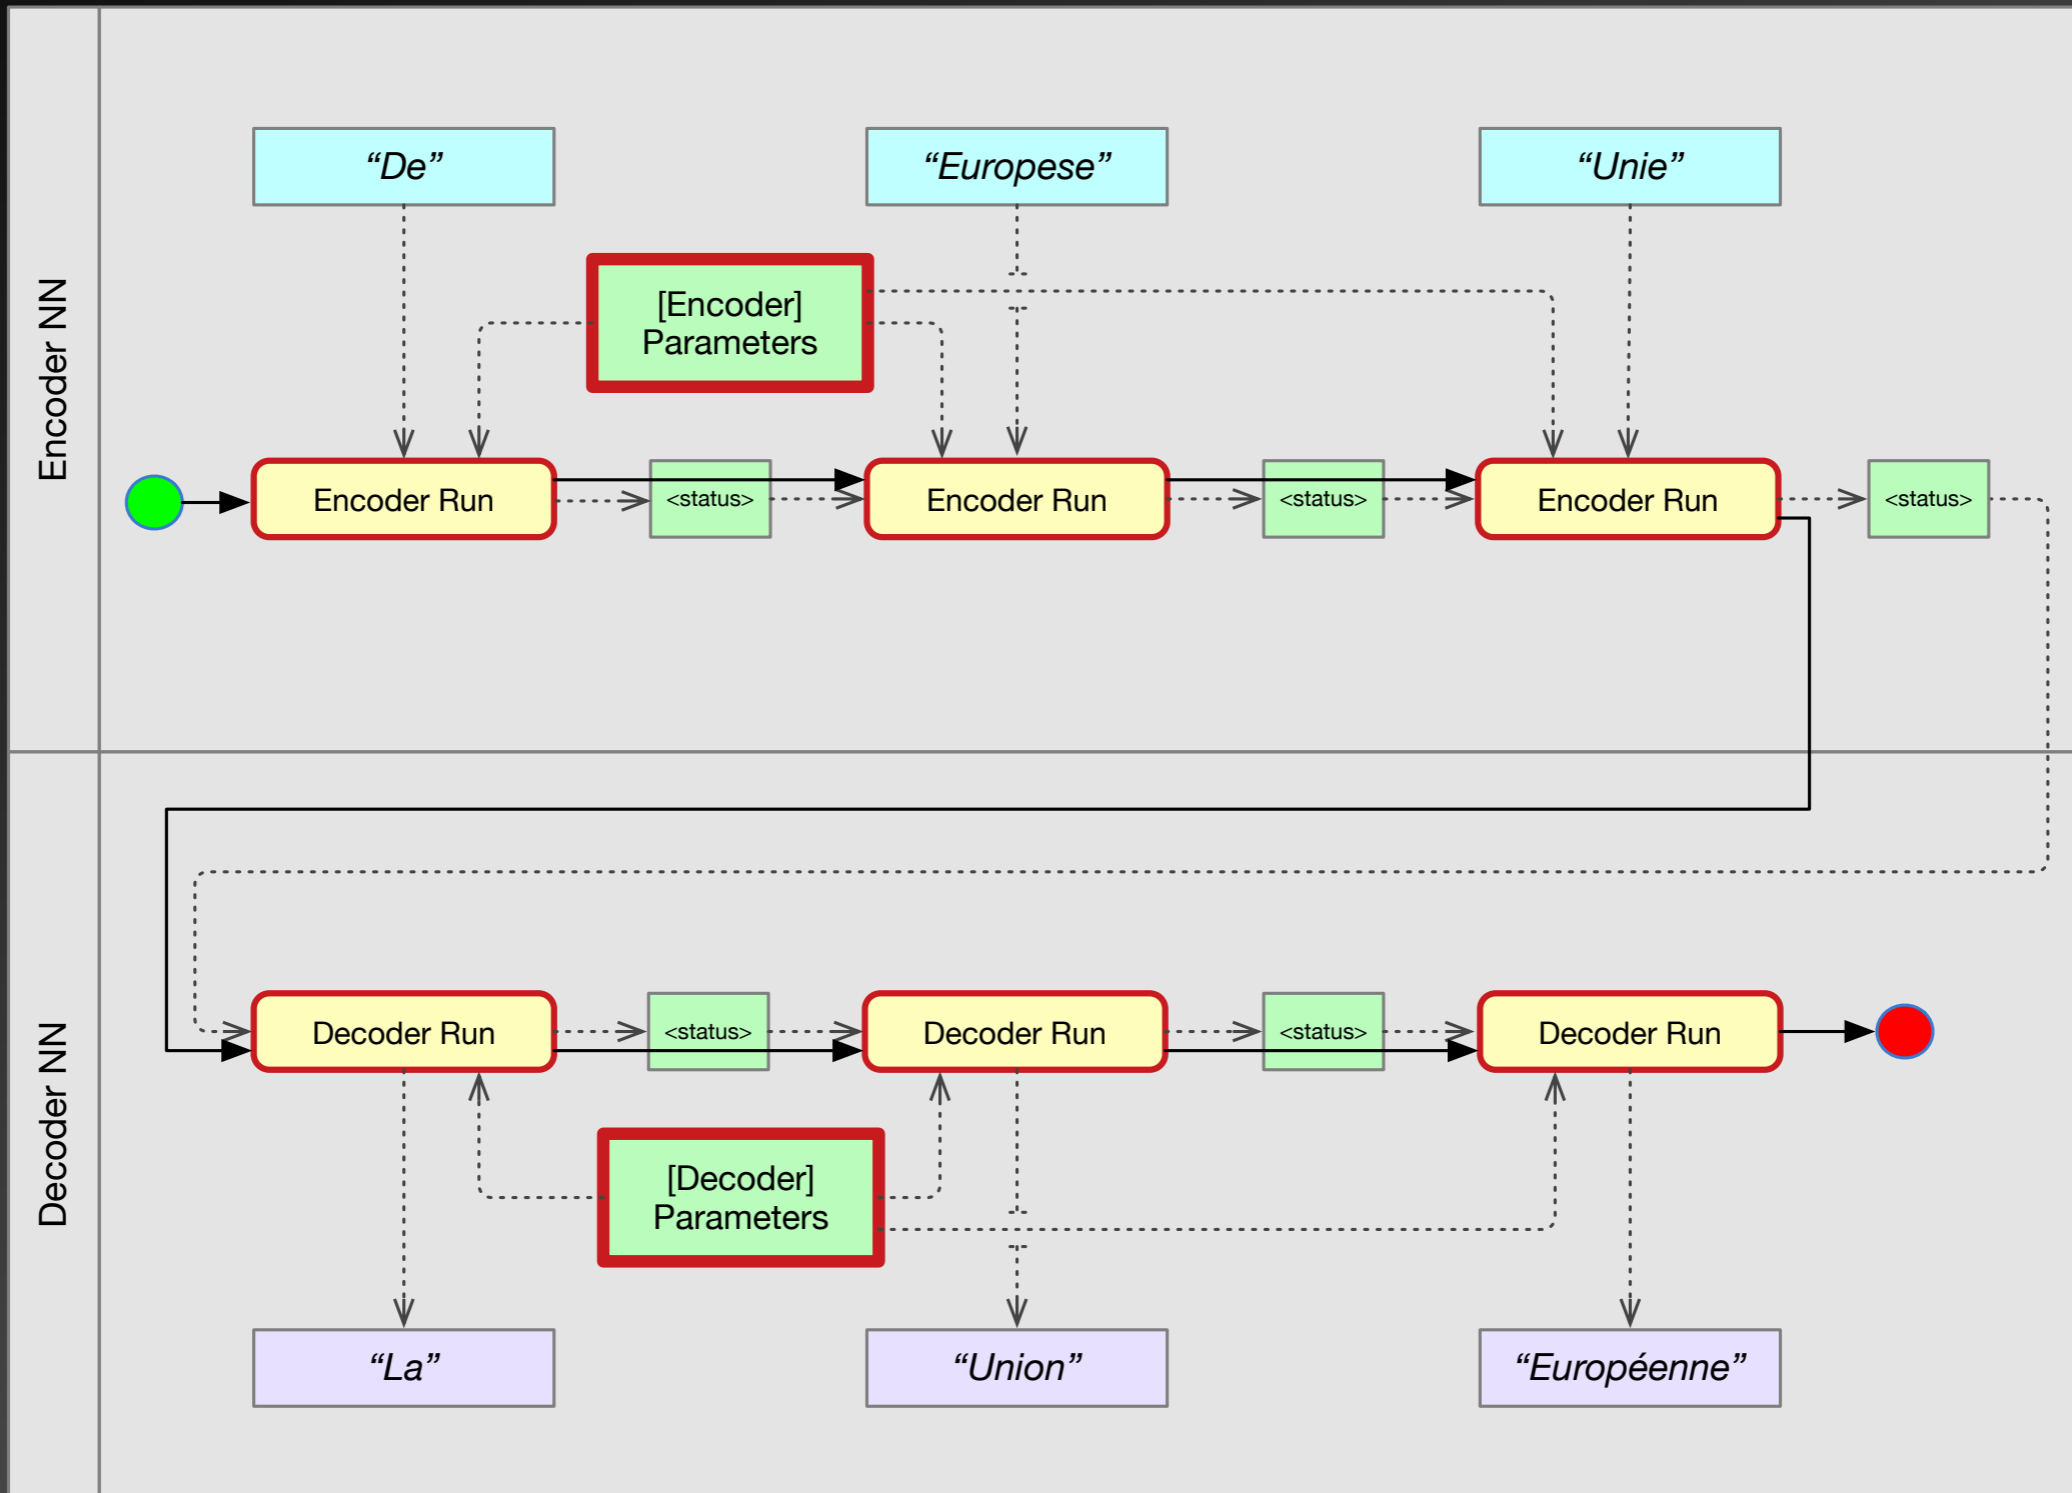 Encoder NN
“De”
“Europese”
“Unie”
[Encoder]
Parameters
Encoder Run
<status>
Encoder Run
<status>
Encoder Run
<status>
Decoder NN
Decoder Run
<status>
Decoder Run
<status>
Decoder Run
[Decoder]
Parameters
“La”
“Union”
“Européenne”